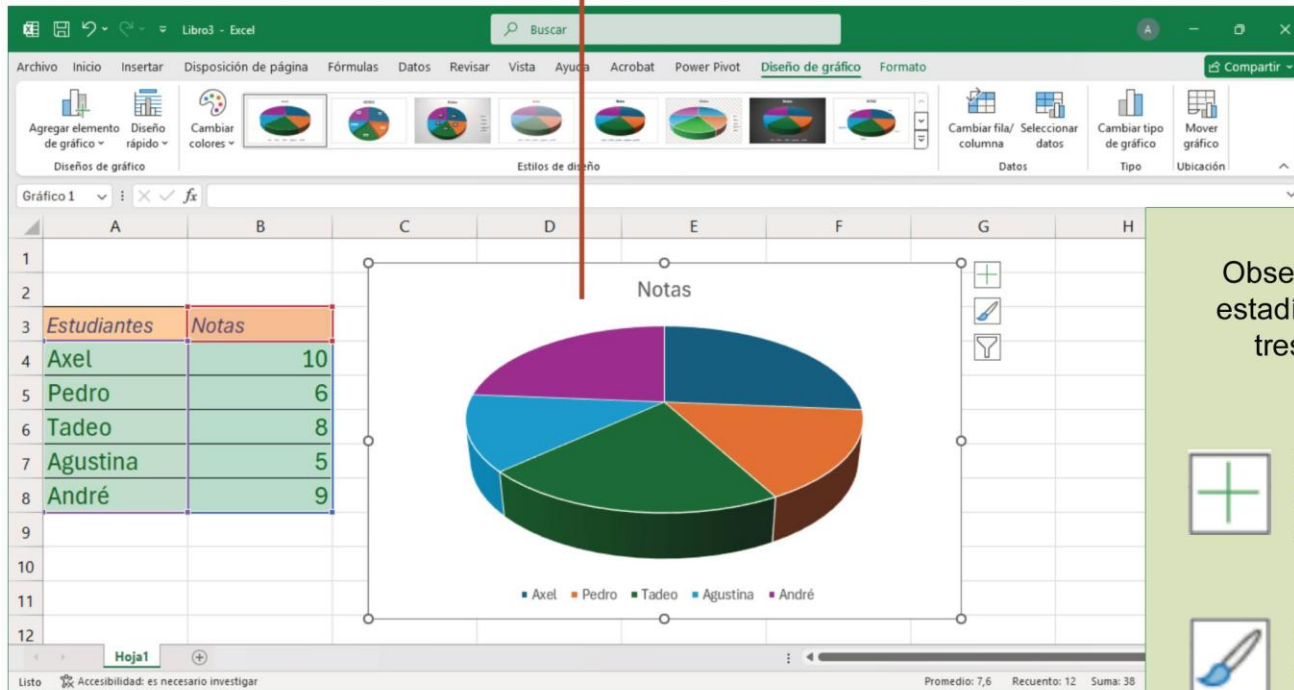 Libro3 - Excel
Buscar
A
Archivo Inicio Insertar Disposición de página Fórmulas Datos Revisar Vista Ayuda Acrobat Power Pivot Diseño de gráfico Formato
Compartir
Agregar elemento de gráfico
Diseño rápido
Cambiar colores
Cambiar fila/ columna
Seleccionar datos
Cambiar tipo de gráfico
Mover gráfico
Diseños de gráfico
Estilos de diseño
Datos
Tipo
Ubicación
Gráfico 1
fx
A B C D E F G H
1
2
3 Estudiantes Notas
4 Axel 10
5 Pedro 6
6 Tadeo 8
7 Agustina 5
8 André 9
9
10
11
12
Notas
Axel Pedro Tadeo Agustina André
Obse
estadí
tres
Hoja1
Listo
Accesibilidad: es necesario investigar
Promedio: 7,6 Recuento: 12 Suma: 38